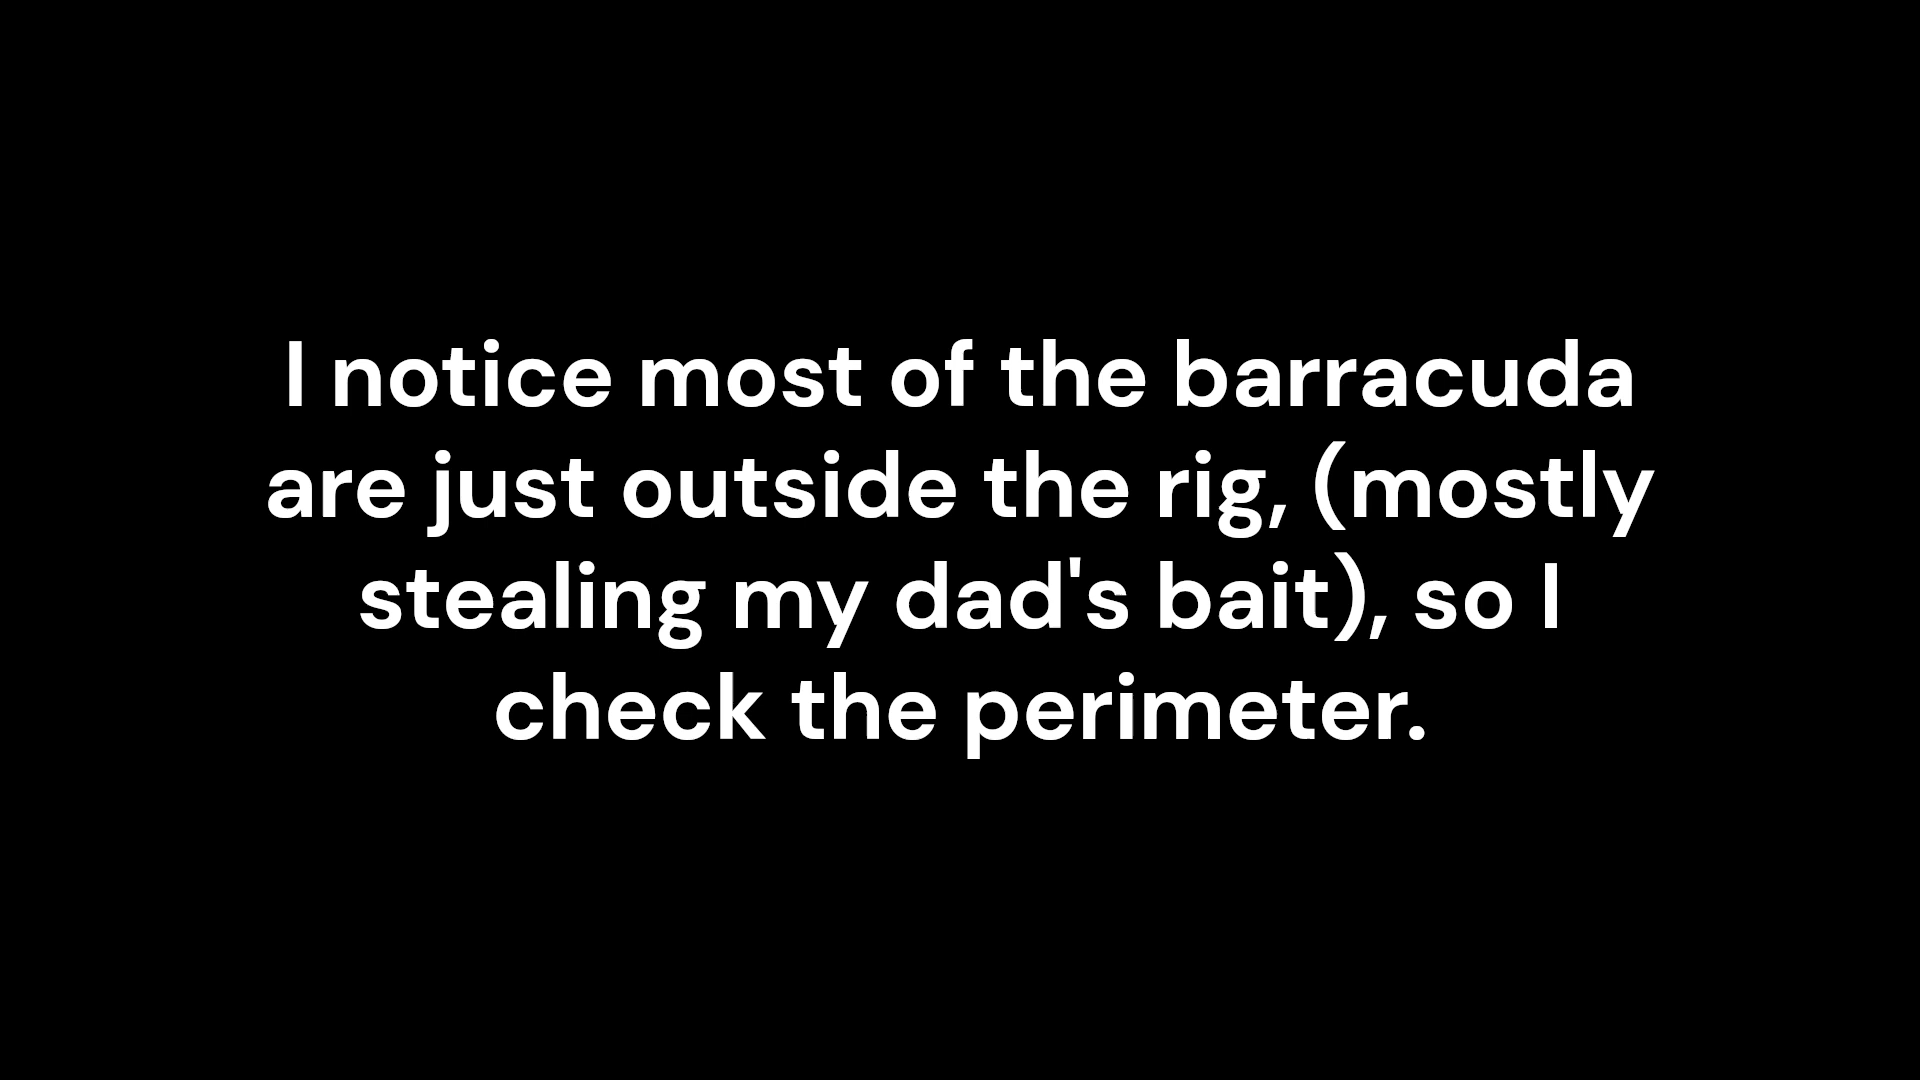 I notice most of the barracuda
are just outside the rig, (mostly
stealing my dad's bait), so I
check the perimeter.